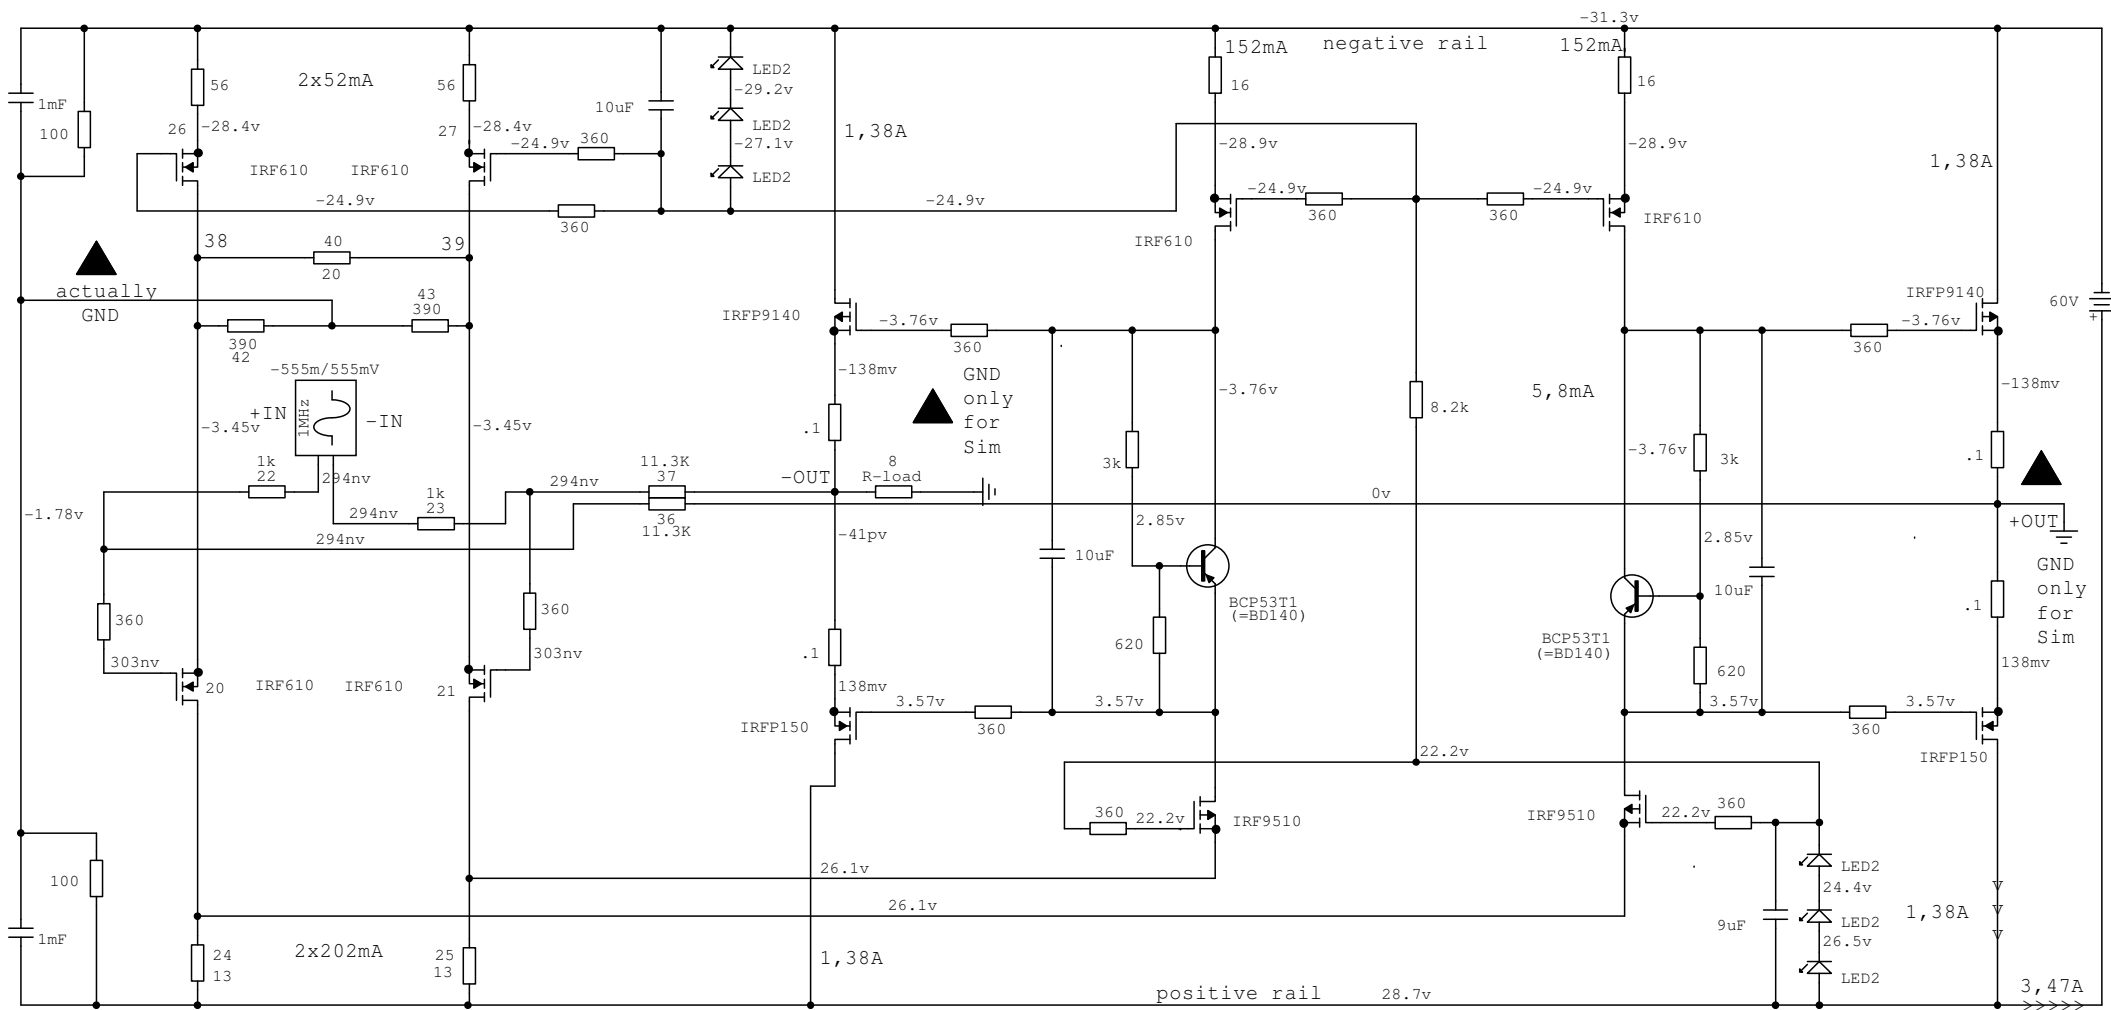 -31.3v
152mA
negative rail
152mA
56
2x52mA
56
LED2
16
16
-29.2v
1mF
10uF
100
26
-28.4v
27
-28.4v
LED2
1,38A
-24.9v
360
-27.1v
-28.9v
-28.9v
IRF610
IRF610
LED2
1,38A
-24.9v
360
-24.9v
-24.9v
360
-24.9v
360
IRF610
IRF610
38
40
20
39
actually
GND
43
390
390
42
IRFP9140
-3.76v
360
IRFP9140
-3.76v
360
60V
+
-555m/555mV
+IN
1MHz
-IN
-3.45v
-3.45v
-138mv
GND
only
for
Sim
-3.76v
5,8mA
-138mv
8.2k
.1
3k
-3.76v
3k
.1
1k
22
294nv
294nv
11.3K
37
8
R-load
-OUT
1k
23
-1.78v
294nv
294nv
36
11.3K
0v
+OUT
-41pv
2.85v
2.85v
10uF
GND
only
for
Sim
10uF
BCP53T1
(=BD140)
BCP53T1
(=BD140)
360
360
.1
.1
620
620
303nv
303nv
20
IRF610
IRF610
21
138mv
138mv
3.57v
3.57v
3.57v
3.57v
360
360
IRFP150
IRFP150
22.2v
360
22.2v
IRF9510
IRF9510
22.2v
360
26.1v
26.1v
100
LED2
24.4v
LED2
26.5v
LED2
9uF
1,38A
1mF
24
13
2x202mA
25
13
1,38A
positive rail
28.7v
3,47A